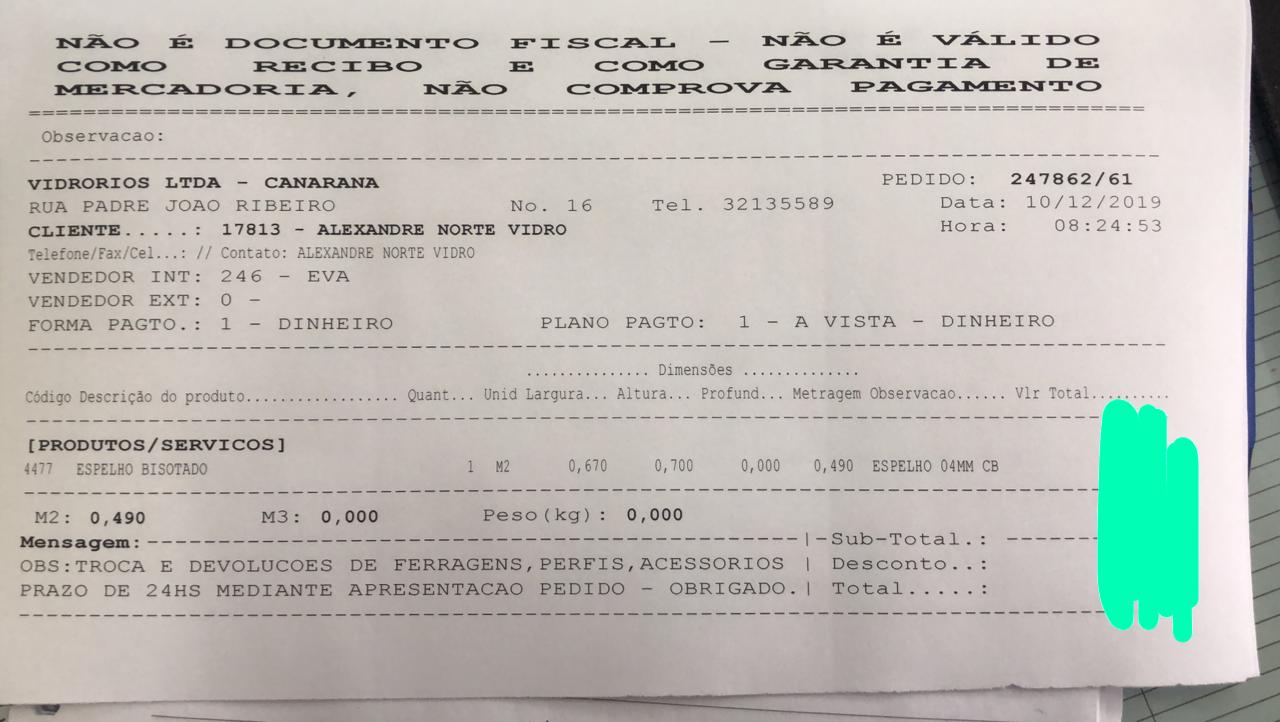 NÃO É DOCUMENTO FISCAL - NÃO É VÁLIDO
COMO RECIBO E COMO GARANTIA DE
MERCADORIA, NÃO COMPROVA PAGAMENTO
Observacao:
VIDRORIOS LTDA - CANARANA PEDIDO: 247862/61
RUA PADRE JOAO RIBEIRO No. 16 Tel. 32135589 Data: 10/12/2019
CLIENTE.....: 17813 - ALEXANDRE NORTE VIDRO Hora: 08:24:53
Telefone/Fax/Cel...: // Contato: ALEXANDRE NORTE VIDRO
VENDEDOR INT: 246 - EVA
VENDEDOR EXT: 0 -
FORMA PAGTO.: 1 - DINHEIRO PLANO PAGTO: 1 - A VISTA - DINHEIRO
............... Dimensões ..............
Código Descrição do produto.................. Quant... Unid Largura... Altura... Profund... Metragem Observacao...... Vlr Total..........
[PRODUTOS/SERVICOS]
4477 ESPELHO BISOTADO 1 M2 0,670 0,700 0,000 0,490 ESPELHO 04MM CB
M2: 0,490 M3: 0,000 Peso(kg): 0,000
Mensagem:------------------------------------------------|-Sub-Total.: -------
OBS:TROCA E DEVOLUCOES DE FERRAGENS,PERFIS,ACESSORIOS | Desconto..:
PRAZO DE 24HS MEDIANTE APRESENTACAO PEDIDO - OBRIGADO.| Total.....: